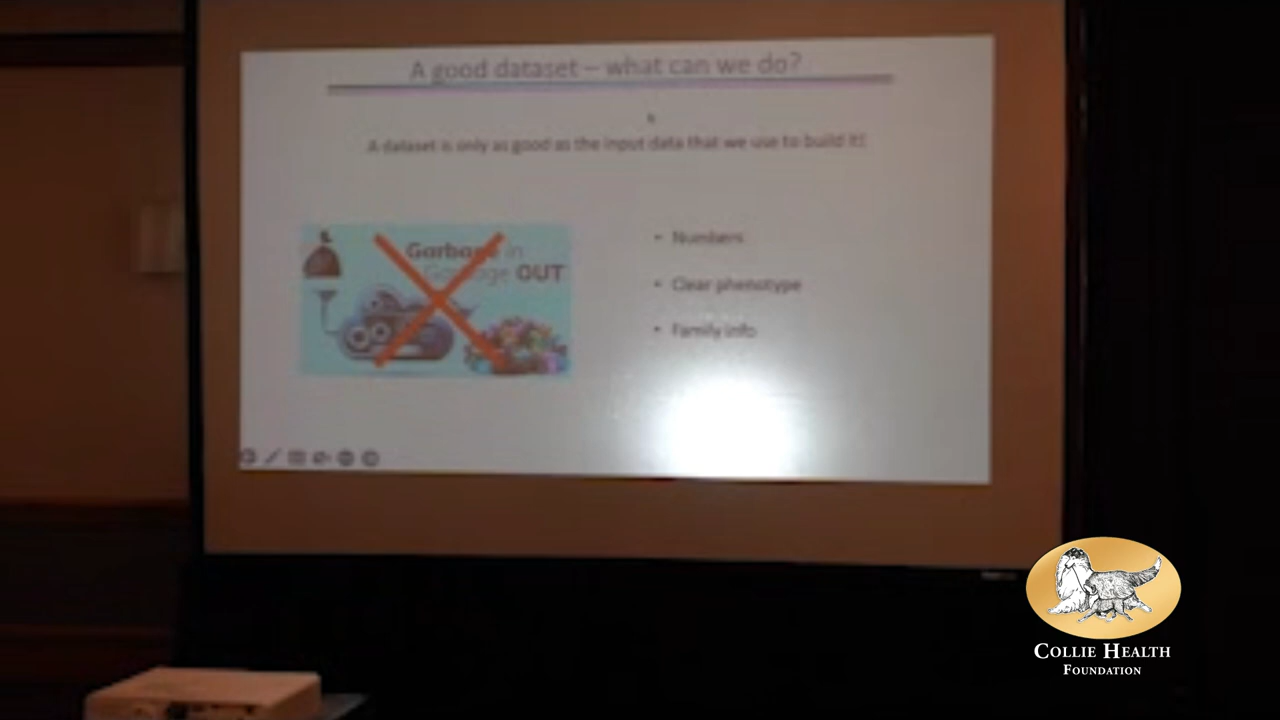 A good dataset – what can we do?
A dataset is only as good as the input data that we use to build it!
Garbage in
Garbage OUT
• Numbers
• Clear phenotype
• Family info
COLLIE HEALTH
FOUNDATION